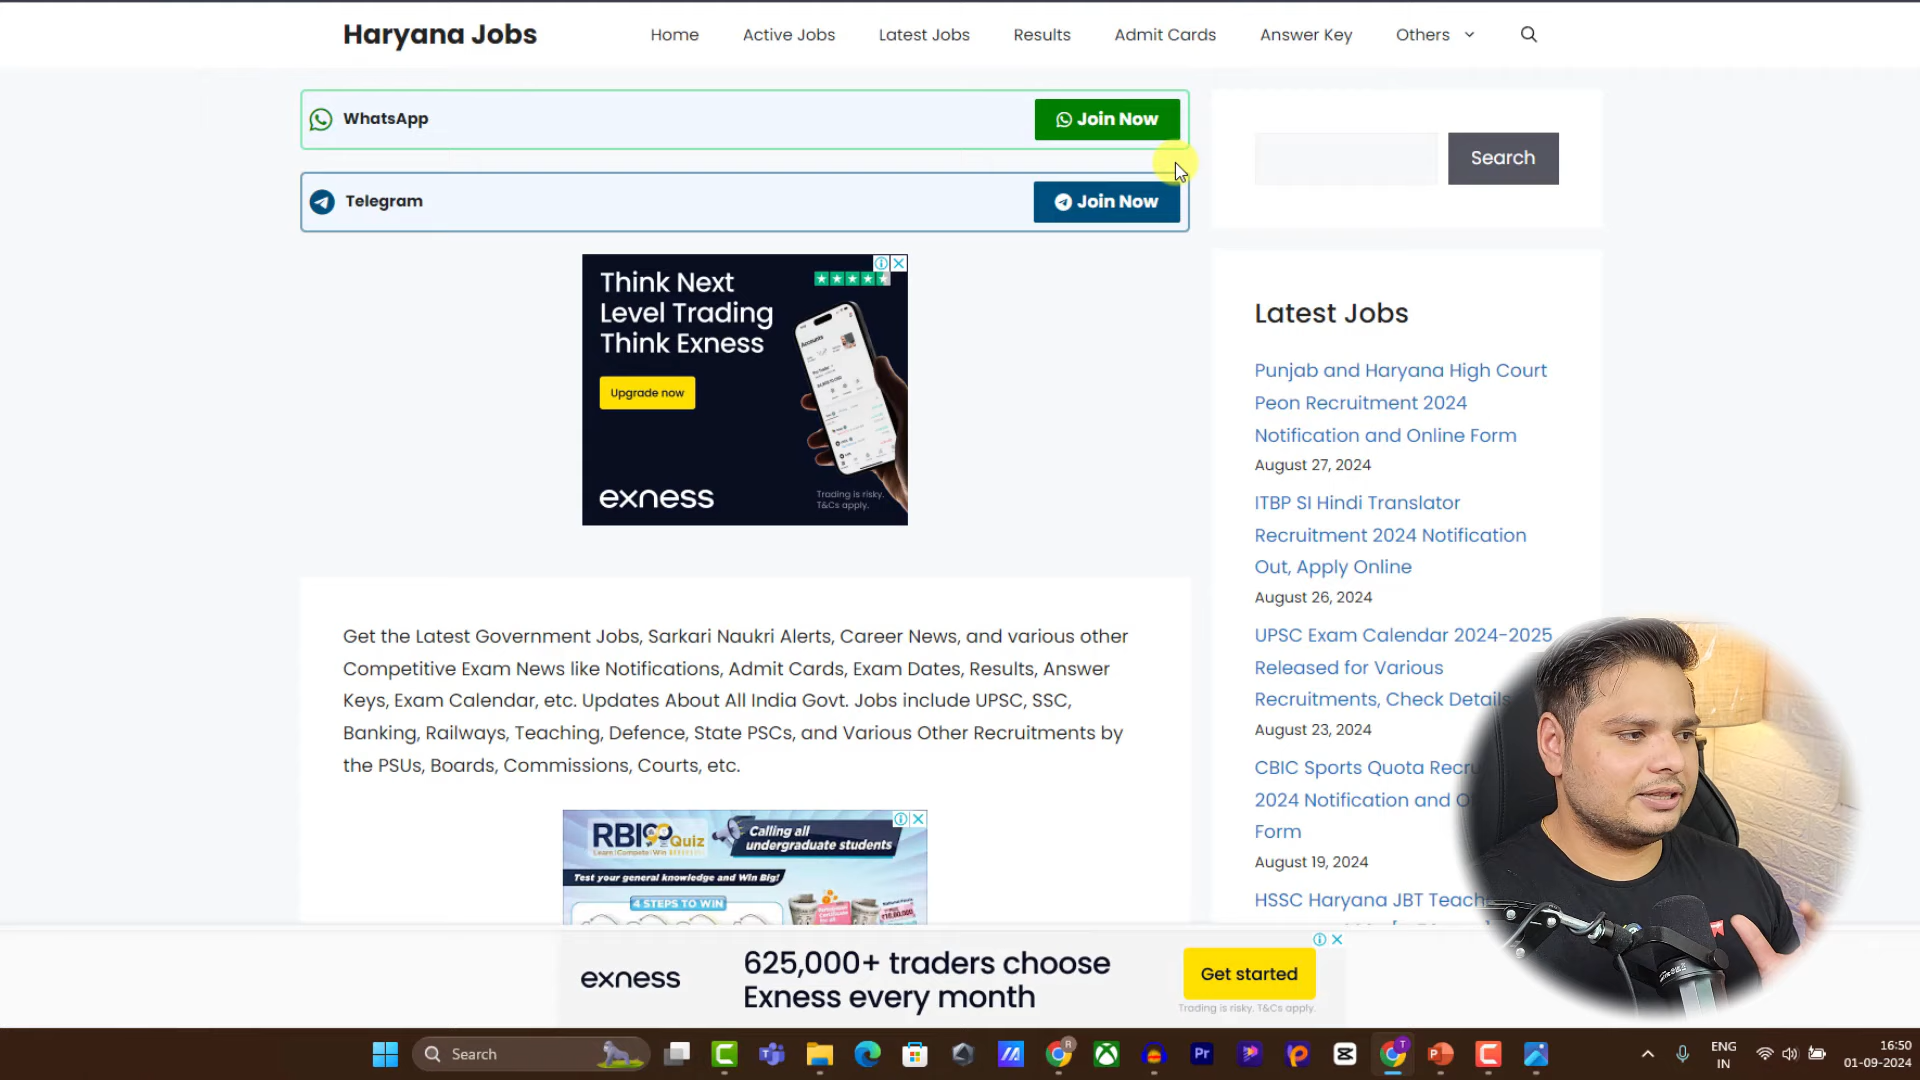 Haryana Jobs
Home
Active Jobs
Latest Jobs
Results
Admit Cards
Answer Key
Others
WhatsApp
Join Now
Telegram
Join Now
Search
Think Next
Level Trading
Think Exness
Upgrade now
Accounts
exness
Trading is risky.
T&Cs apply.
Latest Jobs
Punjab and Haryana High Court
Peon Recruitment 2024
Notification and Online Form
August 27, 2024
ITBP SI Hindi Translator
Recruitment 2024 Notification
Out, Apply Online
August 26, 2024
UPSC Exam Calendar 2024-2025
Released for Various
Recruitments, Check Details
August 23, 2024
CBIC Sports Quota Recru
2024 Notification and O
Form
August 19, 2024
HSSC Haryana JBT Teach
Get the Latest Government Jobs, Sarkari Naukri Alerts, Career News, and various other
Competitive Exam News like Notifications, Admit Cards, Exam Dates, Results, Answer
Keys, Exam Calendar, etc. Updates About All India Govt. Jobs include UPSC, SSC,
Banking, Railways, Teaching, Defence, State PSCs, and Various Other Recruitments by
the PSUs, Boards, Commissions, Courts, etc.
RBI90Quiz
Learn Compete Win
Calling all
undergraduate students
Test your general knowledge and Win Big!
4 STEPS TO WIN
exness
625,000+ traders choose
Exness every month
Get started
Trading is risky. T&Cs apply.
Search
ENG
IN
16:50
01-09-2024